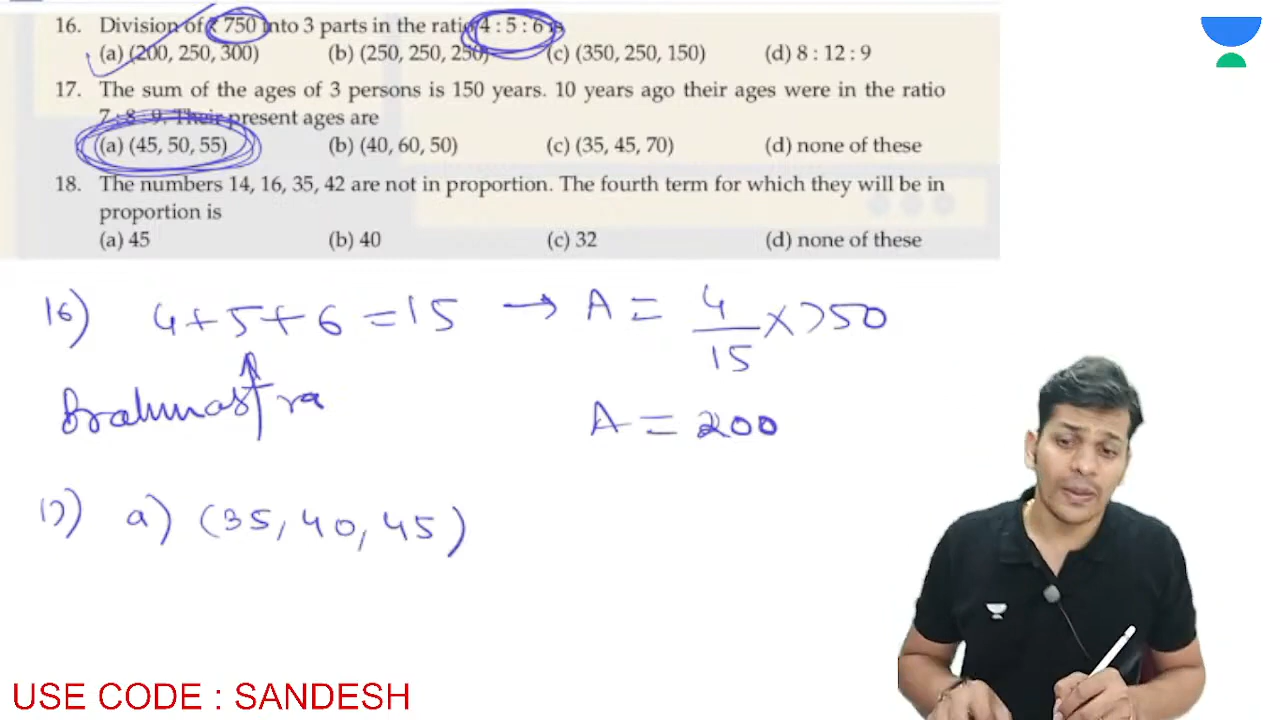 16. Division of ₹ 750 into 3 parts in the ratio 4 : 5 : 6 is
(a) (200, 250, 300) (b) (250, 250, 250) (c) (350, 250, 150) (d) 8 : 12 : 9
17. The sum of the ages of 3 persons is 150 years. 10 years ago their ages were in the ratio
7 : 8 : 9. Their present ages are
(a) (45, 50, 55) (b) (40, 60, 50) (c) (35, 45, 70) (d) none of these
18. The numbers 14, 16, 35, 42 are not in proportion. The fourth term for which they will be in
proportion is
(a) 45 (b) 40 (c) 32 (d) none of these
16) 4+5+6 =15 → A = 4/15 × 750
Brahmastra
A = 200
17) a) (35, 40, 45)
USE CODE : SANDESH